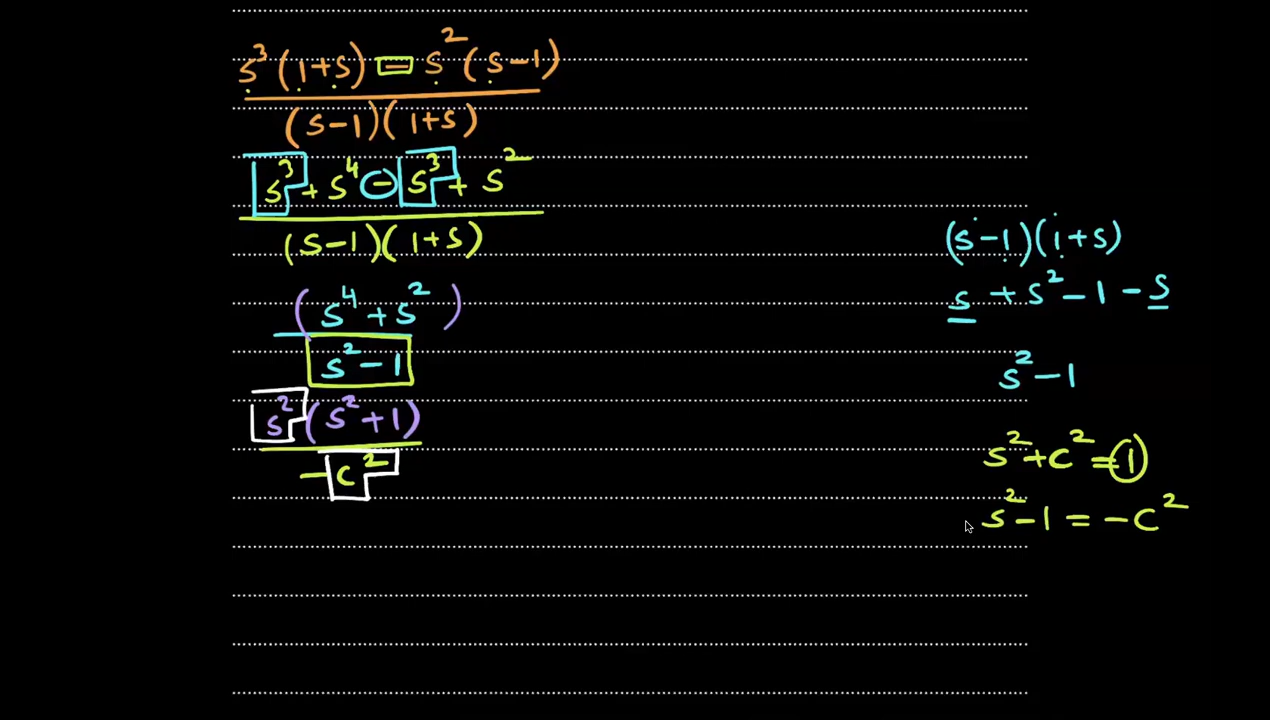 s³(1+s) = s²(s-1)
(s-1)(1+s)
s³ + s⁴ - s³ + s²
(s-1)(1+s)
(s⁴ + s²)
s² - 1
s²(s²+1)
-c²
(s-1)(1+s)
s + s² - 1 - s
s² - 1
s² + c² = 1
s² - 1 = -c²